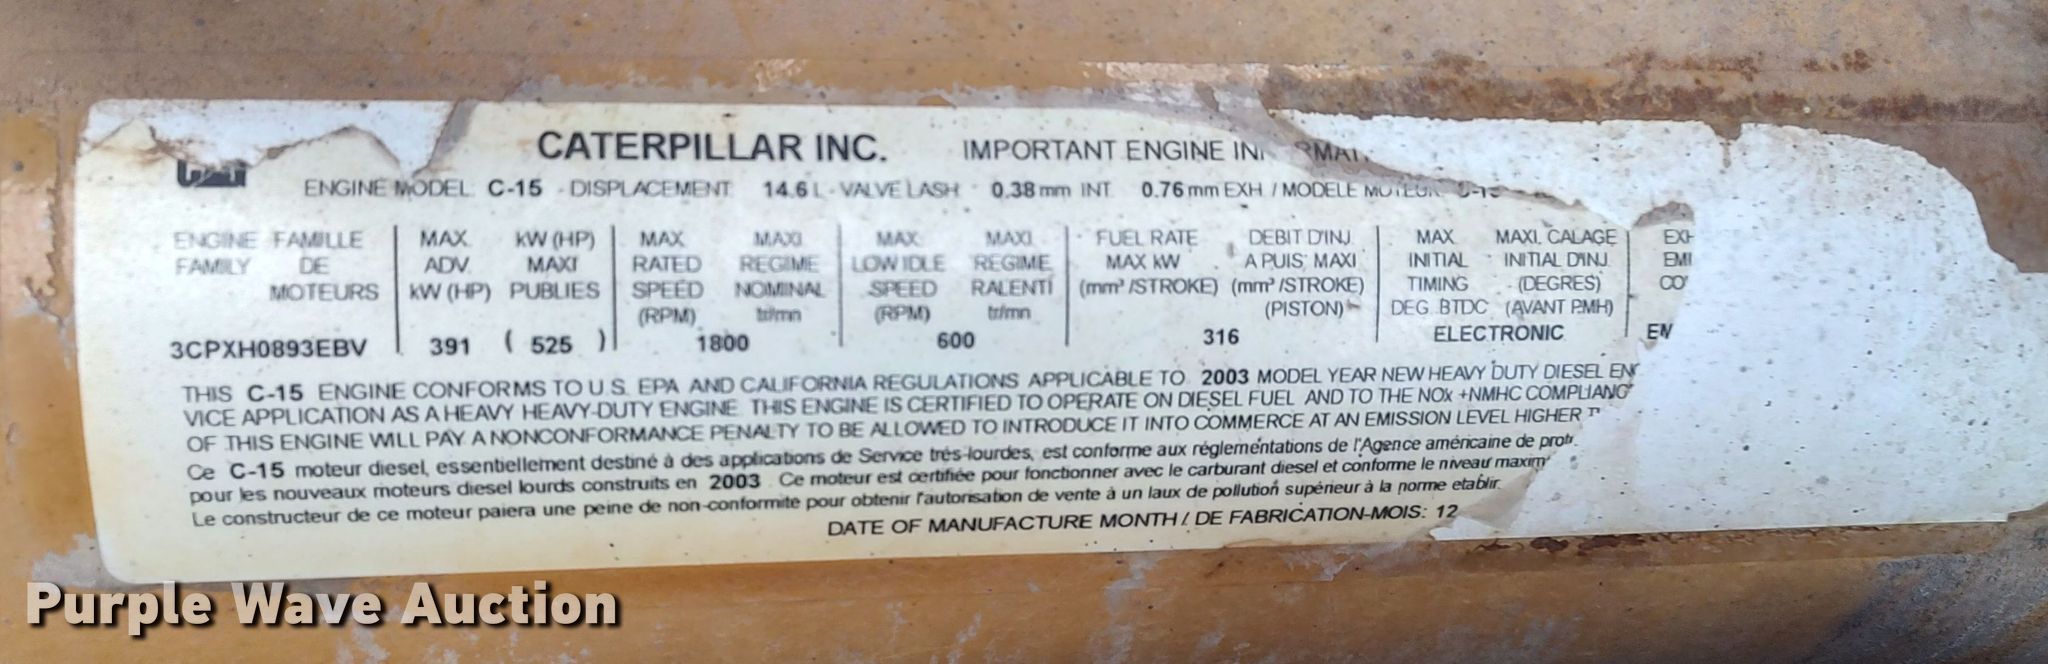 CATERPILLAR INC. IMPORTANT ENGINE
CAT
ENGINE MODEL C-15 - DISPLACEMENT 14.6 L - VALVE LASH 0.38 mm INT. 0.76 mm EXH / MODELE MOTEUR C-15
ENGINE FAMILLE MAX. kW (HP) MAX. MAXI MAX. MAXI. FUEL RATE DEBIT D'INJ. MAX. MAXI. CALAGE
FAMILY DE ADV. MAXI RATED REGIME LOW IDLE REGIME MAX kW A PUIS; MAXI INITIAL INITIAL D'INJ.
MOTEURS kW (HP) PUBLIES SPEED NOMINAL SPEED RALENTI (mm³ /STROKE) (mm³ /STROKE) TIMING (DEGRES)
(RPM) tr/mn (RPM) tr/mn (PISTON) DEG. BTDC (AVANT P.M.H)
3CPXH0893EBV 391 ( 525 ) 1800 600 316 ELECTRONIC
THIS C-15 ENGINE CONFORMS TO U.S. EPA AND CALIFORNIA REGULATIONS APPLICABLE TO 2003 MODEL YEAR NEW HEAVY DUTY DIESEL
VICE APPLICATION AS A HEAVY HEAVY-DUTY ENGINE. THIS ENGINE IS CERTIFIED TO OPERATE ON DIESEL FUEL AND TO THE NOx +NMHC
OF THIS ENGINE WILL PAY A NONCONFORMANCE PENALTY TO BE ALLOWED TO INTRODUCE IT INTO COMMERCE AT AN EMISSION LEVEL HIGHER
Ce C-15 moteur diesel, essentiellement destiné à des applications de Service trés-lourdes, est conforme aux réglementations de l'Agence américaine de
pour les nouveaux moteurs diesel lourds construits en 2003 . Ce moteur est certifiée pour fonctionner avec le carburant diesel et conforme le niveau
Le constructeur de ce moteur paiera une peine de non-conformité pour obtenir l'autorisation de vente à un laux de pollution supérieur à la norme
DATE OF MANUFACTURE MONTH / DE FABRICATION-MOIS: 12
Purple Wave Auction